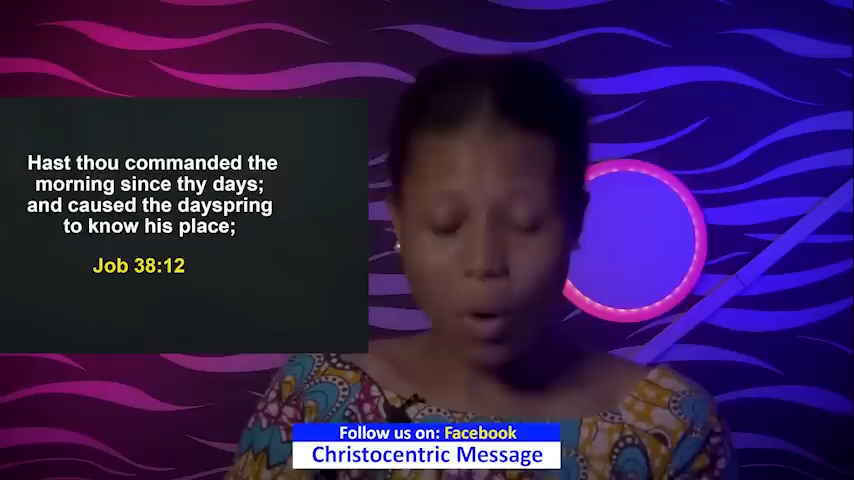 Hast thou commanded the
morning since thy days;
and caused the dayspring
to know his place;
Job 38:12
Follow us on: Facebook
Christocentric Message